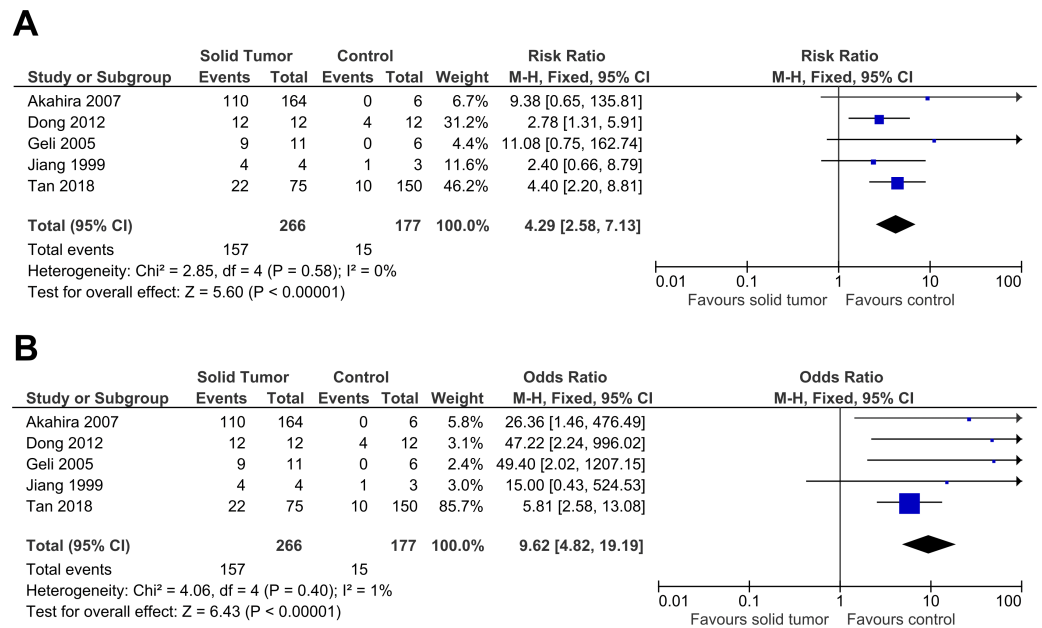 A
Solid Tumor Control Risk Ratio Risk Ratio
Study or Subgroup Events Total Events Total Weight M-H, Fixed, 95% CI M-H, Fixed, 95% CI
Akahira 2007 110 164 0 6 6.7% 9.38 [0.65, 135.81]
Dong 2012 12 12 4 12 31.2% 2.78 [1.31, 5.91]
Geli 2005 9 11 0 6 4.4% 11.08 [0.75, 162.74]
Jiang 1999 4 4 1 3 11.6% 2.40 [0.66, 8.79]
Tan 2018 22 75 10 150 46.2% 4.40 [2.20, 8.81]
Total (95% CI) 266 177 100.0% 4.29 [2.58, 7.13]
Total events 157 15
Heterogeneity: Chi² = 2.85, df = 4 (P = 0.58); I² = 0%
Test for overall effect: Z = 5.60 (P < 0.00001)
0.01 0.1 1 10 100
Favours solid tumor Favours control
B
Solid Tumor Control Odds Ratio Odds Ratio
Study or Subgroup Events Total Events Total Weight M-H, Fixed, 95% CI M-H, Fixed, 95% CI
Akahira 2007 110 164 0 6 5.8% 26.36 [1.46, 476.49]
Dong 2012 12 12 4 12 3.1% 47.22 [2.24, 996.02]
Geli 2005 9 11 0 6 2.4% 49.40 [2.02, 1207.15]
Jiang 1999 4 4 1 3 3.0% 15.00 [0.43, 524.53]
Tan 2018 22 75 10 150 85.7% 5.81 [2.58, 13.08]
Total (95% CI) 266 177 100.0% 9.62 [4.82, 19.19]
Total events 157 15
Heterogeneity: Chi² = 4.06, df = 4 (P = 0.40); I² = 1%
Test for overall effect: Z = 6.43 (P < 0.00001)
0.01 0.1 1 10 100
Favours solid tumor Favours control